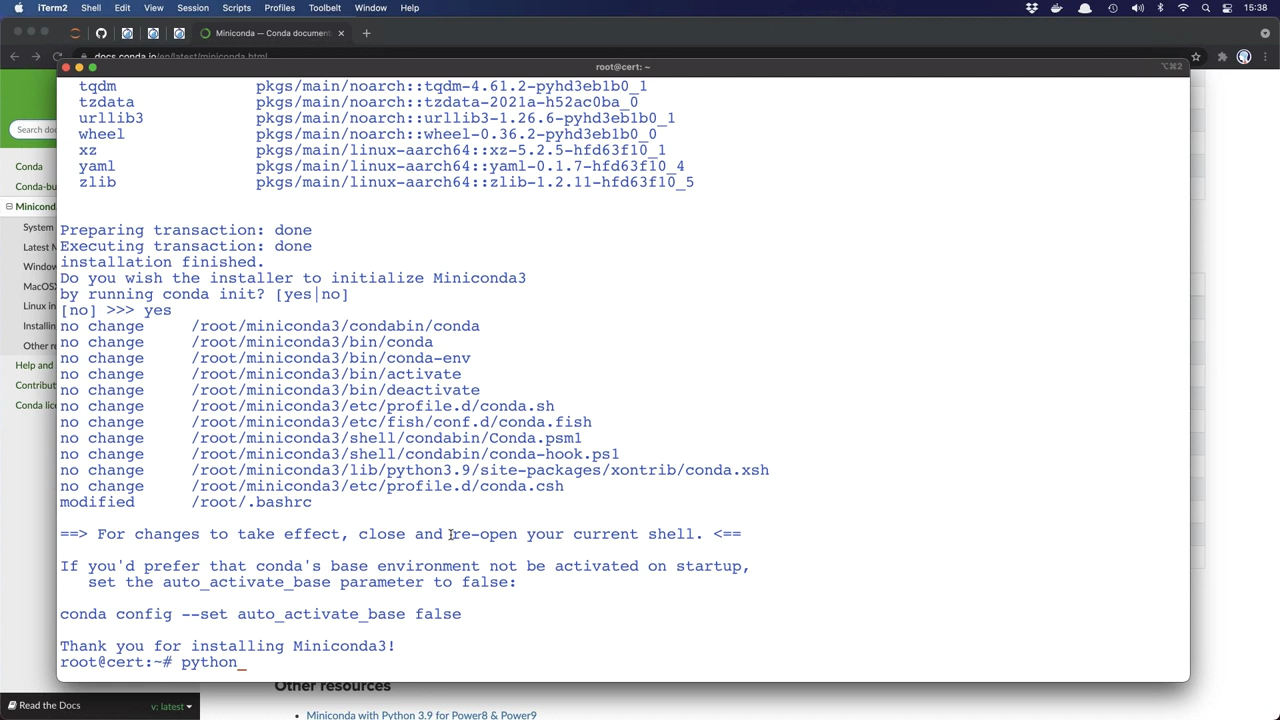 iTerm2 Shell Edit View Session Scripts Profiles Toolbelt Window Help 15:38
Miniconda — Conda document
docs.conda.io/en/latest/miniconda.html
root@cert: ~ ⌥⌘2
Search doc
Conda
Conda-bu
Minicond
System
Latest M
Window
MacOSX
Linux in
Installin
Other re
Help and
Contribut
Conda lic
tqdm pkgs/main/noarch::tqdm-4.61.2-pyhd3eb1b0_1
tzdata pkgs/main/noarch::tzdata-2021a-h52ac0ba_0
urllib3 pkgs/main/noarch::urllib3-1.26.6-pyhd3eb1b0_1
wheel pkgs/main/noarch::wheel-0.36.2-pyhd3eb1b0_0
xz pkgs/main/linux-aarch64::xz-5.2.5-hfd63f10_1
yaml pkgs/main/linux-aarch64::yaml-0.1.7-hfd63f10_4
zlib pkgs/main/linux-aarch64::zlib-1.2.11-hfd63f10_5
Preparing transaction: done
Executing transaction: done
installation finished.
Do you wish the installer to initialize Miniconda3
by running conda init? [yes|no]
[no] >>> yes
no change /root/miniconda3/condabin/conda
no change /root/miniconda3/bin/conda
no change /root/miniconda3/bin/conda-env
no change /root/miniconda3/bin/activate
no change /root/miniconda3/bin/deactivate
no change /root/miniconda3/etc/profile.d/conda.sh
no change /root/miniconda3/etc/fish/conf.d/conda.fish
no change /root/miniconda3/shell/condabin/Conda.psm1
no change /root/miniconda3/shell/condabin/conda-hook.ps1
no change /root/miniconda3/lib/python3.9/site-packages/xontrib/conda.xsh
no change /root/miniconda3/etc/profile.d/conda.csh
modified /root/.bashrc
==> For changes to take effect, close and re-open your current shell. <==
If you'd prefer that conda's base environment not be activated on startup,
set the auto_activate_base parameter to false:
conda config --set auto_activate_base false
Thank you for installing Miniconda3!
root@cert:~# python_
Other resources
Read the Docs v: latest
Miniconda with Python 3.9 for Power8 & Power9